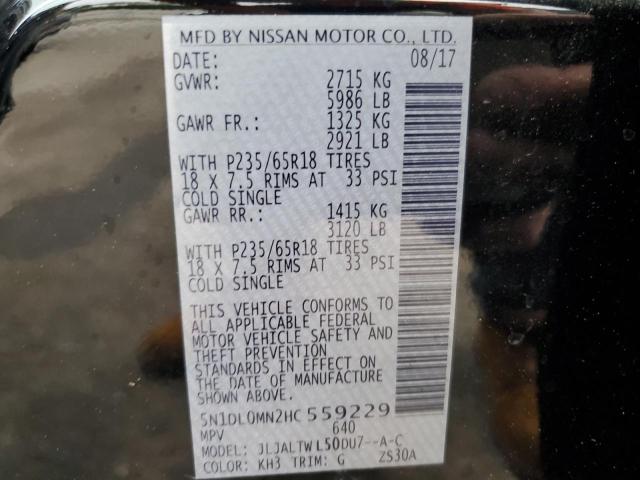 MFD BY NISSAN MOTOR CO., LTD.
DATE: 08/17
GVWR: 2715 KG
5986 LB
GAWR FR.: 1325 KG
2921 LB
WITH P235/65R18 TIRES
18 X 7.5 RIMS AT 33 PSI
COLD SINGLE
GAWR RR.: 1415 KG
3120 LB
WITH P235/65R18 TIRES
18 X 7.5 RIMS AT 33 PSI
COLD SINGLE
THIS VEHICLE CONFORMS TO
ALL APPLICABLE FEDERAL
MOTOR VEHICLE SAFETY AND
THEFT PREVENTION
STANDARDS IN EFFECT ON
THE DATE OF MANUFACTURE
SHOWN ABOVE.
5N1DL0MN2HC 559229
MPV 640
MODEL: JLJALTWL50DU7--A-C
COLOR: KH3 TRIM: G ZS30A